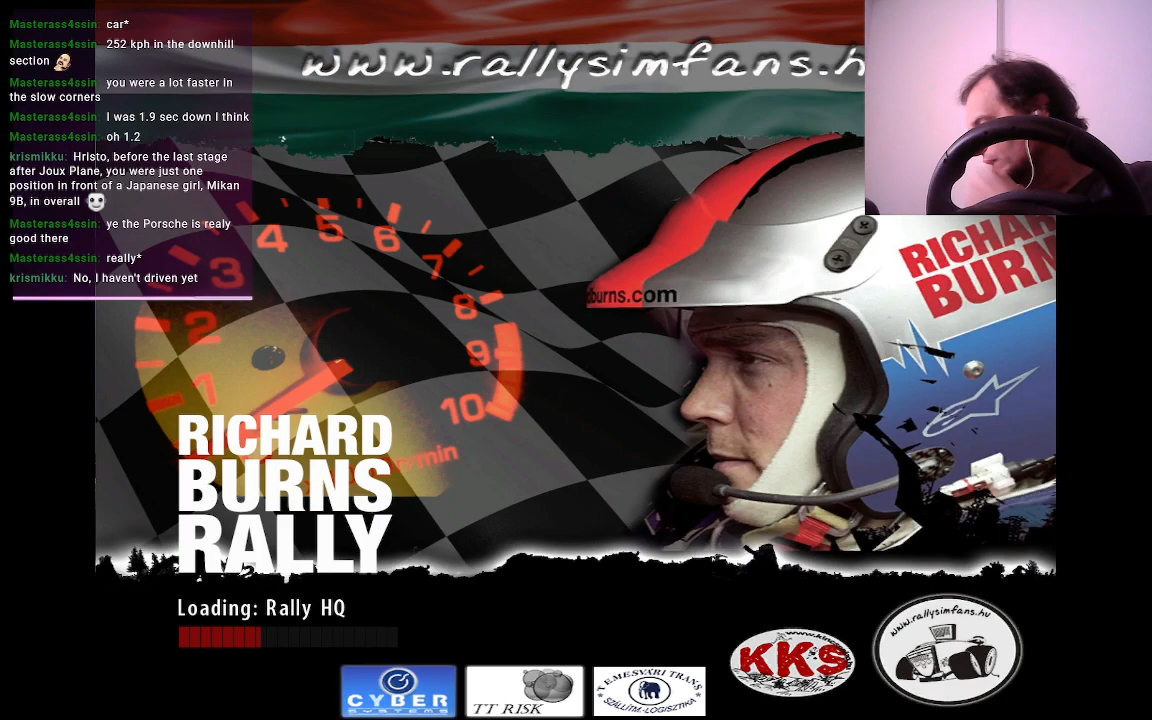 Masterass4ssin: car*
Masterass4ssin: 252 kph in the downhill
section
Masterass4ssin: you were a lot faster in
the slow corners
Masterass4ssin: I was 1.9 sec down I think
Masterass4ssin: oh 1.2
krismikku: Hristo, before the last stage
after Joux Plane, you were just one
position in front of a Japanese girl, Mikan
9B, in overall
Masterass4ssin: ye the Porsche is realy
good there
Masterass4ssin: really*
krismikku: No, I haven't driven yet
www.rallysimfans.h
1 2 3 4 5 6 7 8 9 10
RICHAR
BURN
burns.com
RICHARD
BURNS
RALLY
Loading: Rally HQ
CYBER
SYSTEMS
TT RISK
TEMESVÁRI TRANS
SZÁLLÍTM.-LOGISZTIKA
KKS
www.rallysimfans.hu